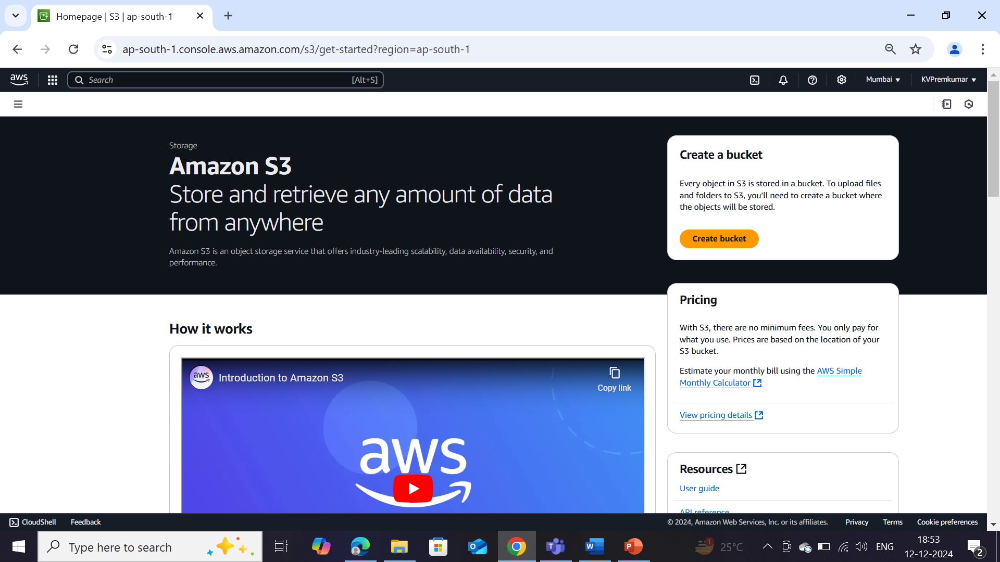 Homepage | S3 | ap-south-1
ap-south-1.console.aws.amazon.com/s3/get-started?region=ap-south-1
aws
Search
[Alt+S]
Mumbai
KVPremkumar
Storage
Amazon S3
Store and retrieve any amount of data
from anywhere
Amazon S3 is an object storage service that offers industry-leading scalability, data availability, security, and
performance.
Create a bucket
Every object in S3 is stored in a bucket. To upload files
and folders to S3, you’ll need to create a bucket where
the objects will be stored.
Create bucket
Pricing
With S3, there are no minimum fees. You only pay for
what you use. Prices are based on the location of your
S3 bucket.
Estimate your monthly bill using the AWS Simple
Monthly Calculator
View pricing details
How it works
aws
Introduction to Amazon S3
Copy link
aws
Resources
User guide
API reference
CloudShell
Feedback
© 2024, Amazon Web Services, Inc. or its affiliates.
Privacy
Terms
Cookie preferences
Type here to search
1
25°C
ENG
18:53
12-12-2024
2